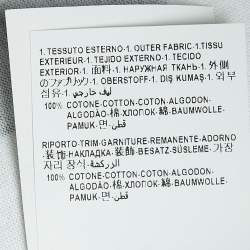 1. TESSUTO ESTERNO-1. OUTER FABRIC-1.TISSU
EXTERIEUR-1. TEJIDO EXTERNO-1. TECIDO
EXTERIOR-1. 面料-1. НАРУЖНАЯ ТКАНЬ-1. 外側
のファブリック-1. OBERSTOFF-1. DIŞ KUMAŞ-1. 외부
섬유-1. ليف خارجي
100% COTONE-COTTON-COTON-ALGODON-
ALGODÃO-棉-ХЛОПОК-綿-BAUMWOLLE-
PAMUK-면-قطن
RIPORTO-TRIM-GARNITURE-REMANENTE-ADORNO
-装饰-НАКЛАДКА-装飾-BESATZ-SÜSLEME-가장
자리 장식-الزركشة
100% COTONE-COTTON-COTON-ALGODON-
ALGODÃO-棉-ХЛОПОК-綿-BAUMWOLLE-
PAMUK-면-قطن